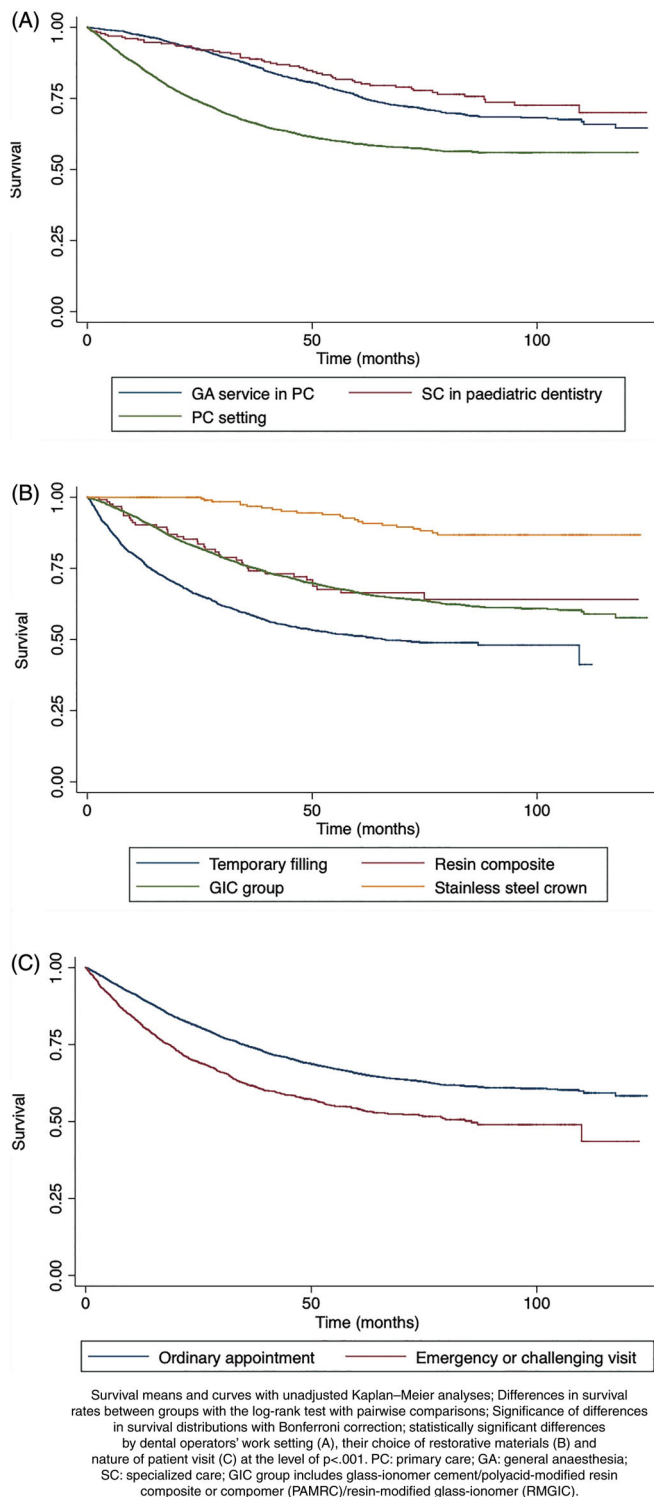 (A)
1.00
0.75
0.50
0.25
0.00
Survival
0
50
100
Time (months)
GA service in PC
SC in paediatric dentistry
PC setting
(B)
1.00
0.75
0.50
0.25
0.00
Survival
0
50
100
Time (months)
Temporary filling
Resin composite
GIC group
Stainless steel crown
(C)
1.00
0.75
0.50
0.25
0.00
Survival
0
50
100
Time (months)
Ordinary appointment
Emergency or challenging visit
Survival means and curves with unadjusted Kaplan–Meier analyses; Differences in survival
rates between groups with the log-rank test with pairwise comparisons; Significance of differences
in survival distributions with Bonferroni correction; statistically significant differences
by dental operators' work setting (A), their choice of restorative materials (B) and
nature of patient visit (C) at the level of p<.001. PC: primary care; GA: general anaesthesia;
SC: specialized care; GIC group includes glass-ionomer cement/polyacid-modified resin
composite or compomer (PAMRC)/resin-modified glass-ionomer (RMGIC).